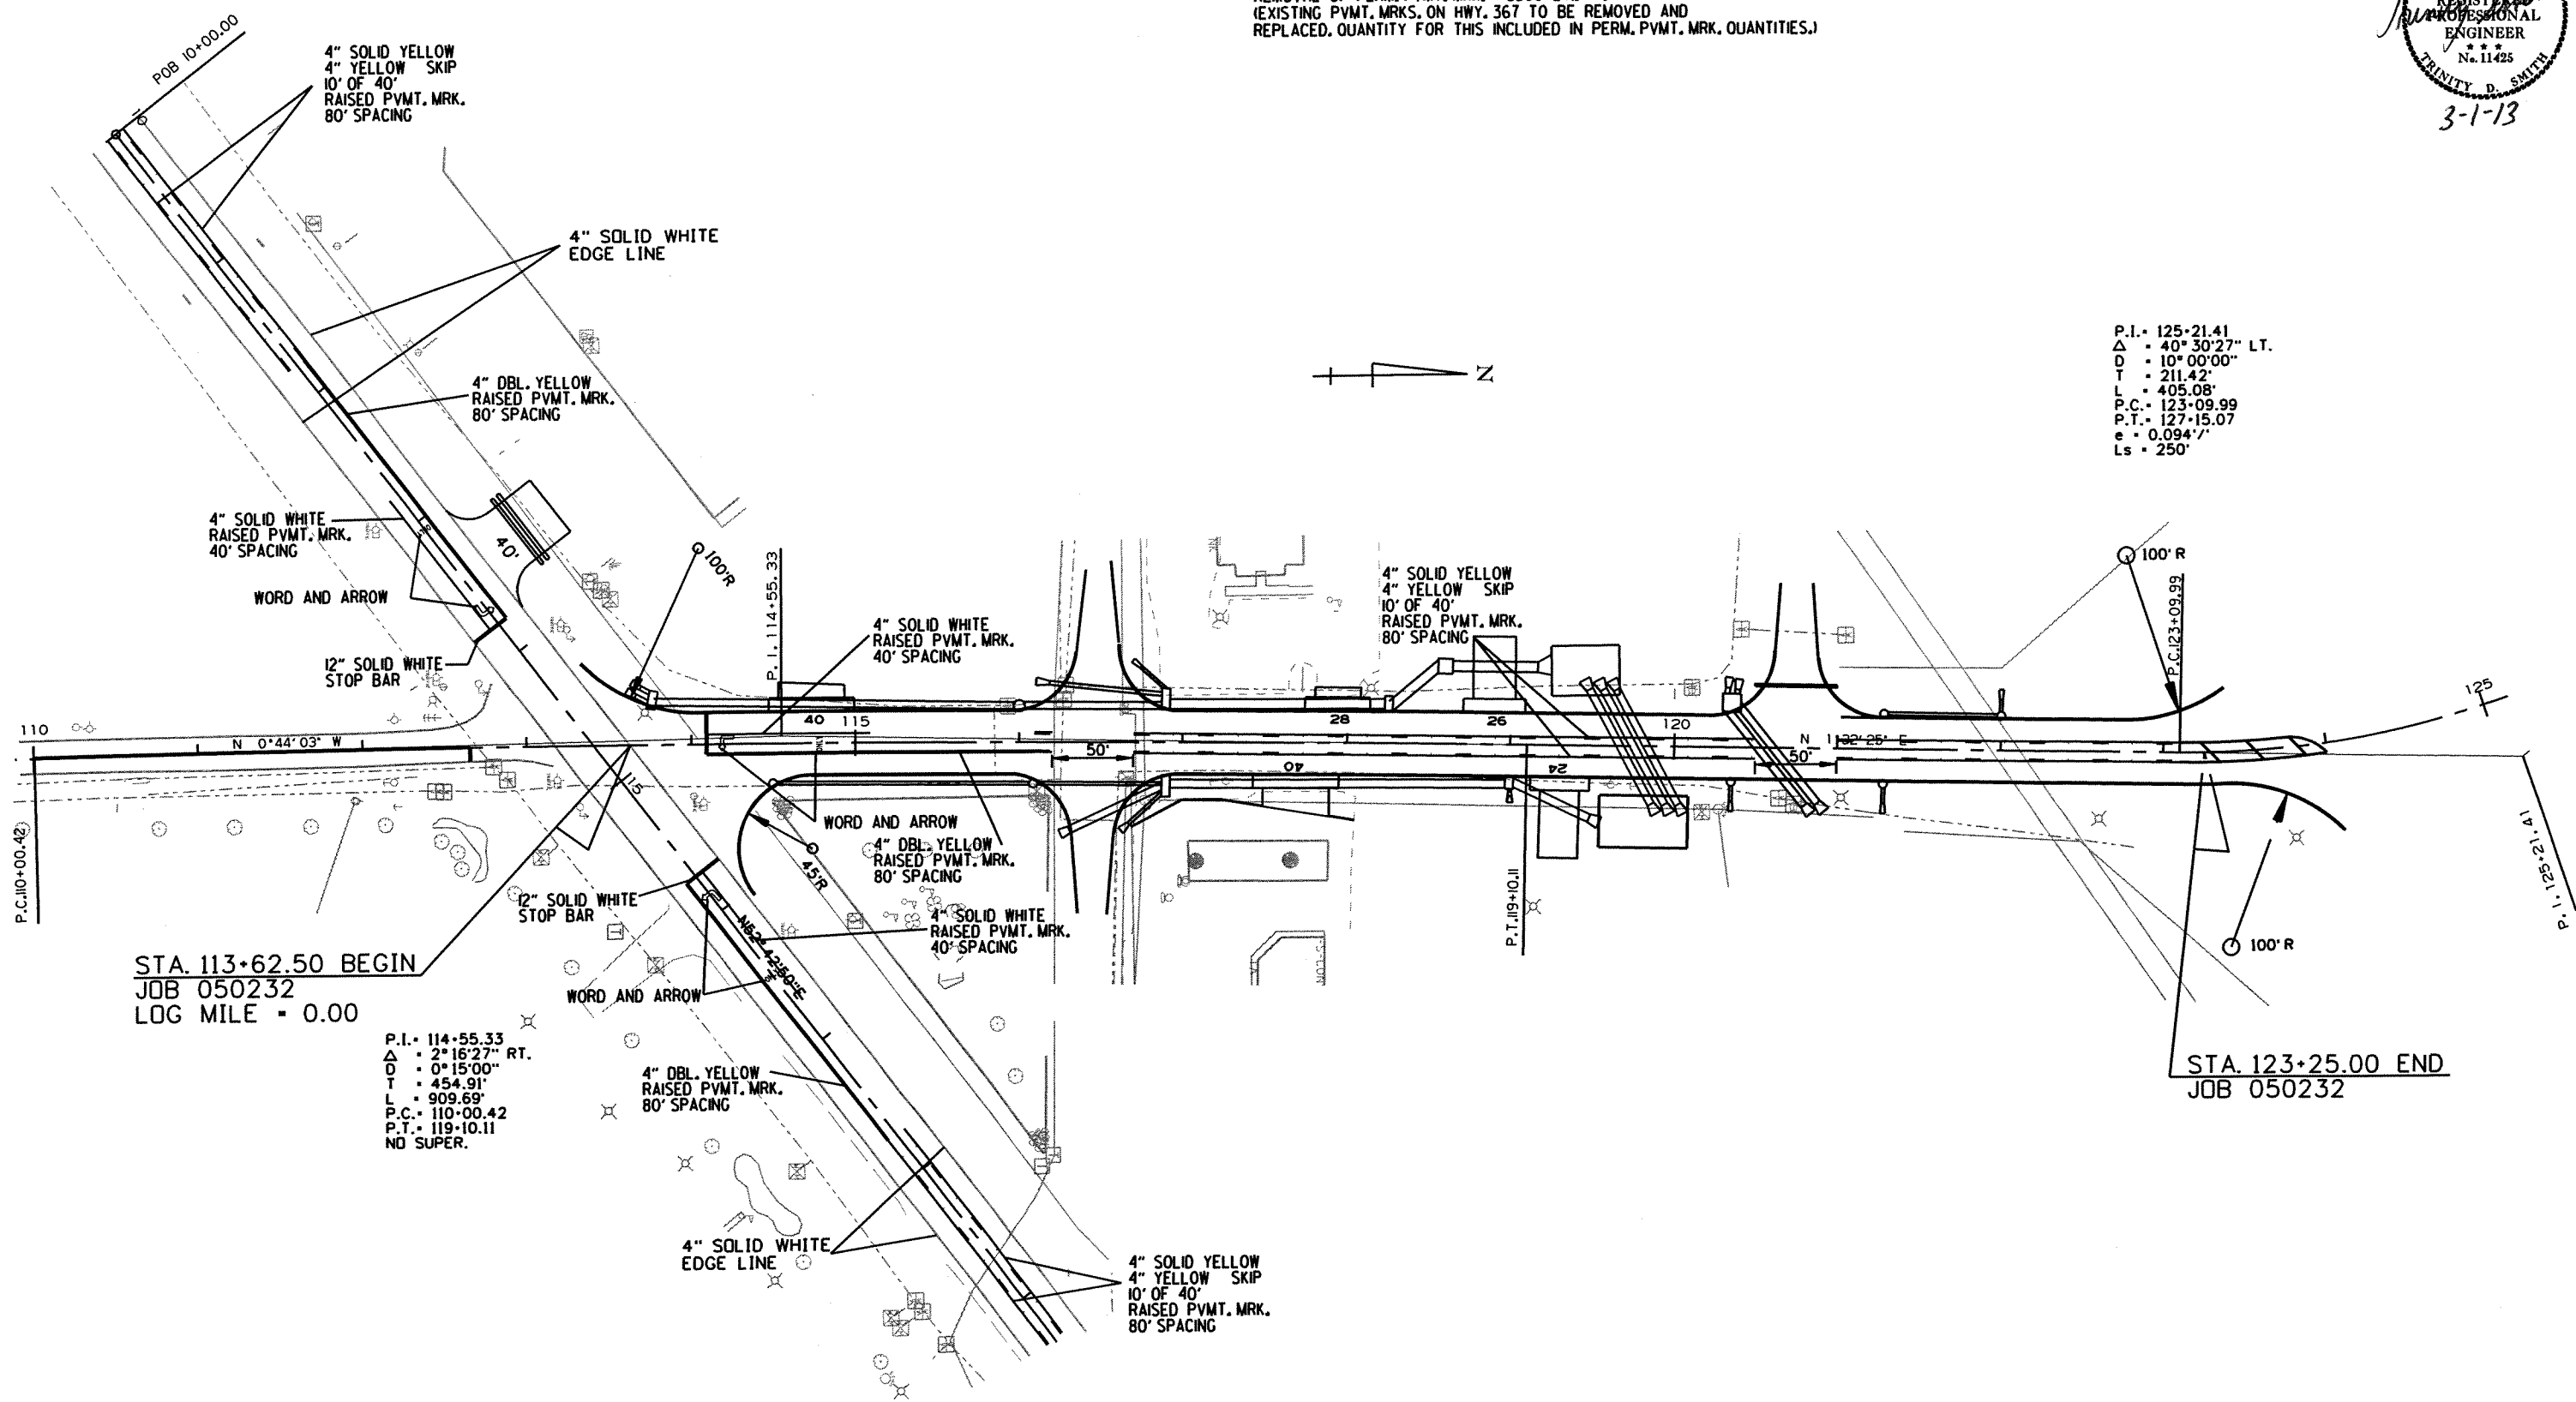 (EXISTING PVMT. MRKS. ON HWY. 367 TO BE REMOVED AND
REPLACED. QUANTITY FOR THIS INCLUDED IN PERM. PVMT. MRK. QUANTITIES.)
REGISTERED
PROFESSIONAL
ENGINEER
No. 11425
TRINITY D. SMITH
3-1-13
POB 10+00.00
4" SOLID YELLOW
4" YELLOW SKIP
10' OF 40'
RAISED PVMT. MRK.
80' SPACING
4" SOLID WHITE
EDGE LINE
4" DBL. YELLOW
RAISED PVMT. MRK.
80' SPACING
N
P.I.= 125+21.41
Δ = 40°30'27" LT.
D = 10°00'00"
T = 211.42'
L = 405.08'
P.C.= 123+09.99
P.T.= 127+15.07
e = 0.094'/'
Ls = 250'
4" SOLID WHITE
RAISED PVMT. MRK.
40' SPACING
WORD AND ARROW
12" SOLID WHITE
STOP BAR
40'
100'R
P.I. 114+55.33
4" SOLID WHITE
RAISED PVMT. MRK.
40' SPACING
4" SOLID YELLOW
4" YELLOW SKIP
10' OF 40'
RAISED PVMT. MRK.
80' SPACING
100' R
P.C.123+09.99
125
110
N 0°44'03" W
40
115
28
26
120
50'
N 1°32'25" E
50'
40
24
115
P.C.110+00.42
WORD AND ARROW
4" DBL. YELLOW
RAISED PVMT. MRK.
80' SPACING
45'R
12" SOLID WHITE
STOP BAR
4" SOLID WHITE
RAISED PVMT. MRK.
40' SPACING
N52°42'50"E
P.T.119+10.11
P.I. 125+21.41
100' R
STA. 113+62.50 BEGIN
JOB 050232
LOG MILE = 0.00
WORD AND ARROW
P.I.= 114+55.33
Δ = 2°16'27" RT.
D = 0°15'00"
T = 454.91'
L = 909.69'
P.C.= 110+00.42
P.T.= 119+10.11
NO SUPER.
4" DBL. YELLOW
RAISED PVMT. MRK.
80' SPACING
STA. 123+25.00 END
JOB 050232
4" SOLID WHITE
EDGE LINE
4" SOLID YELLOW
4" YELLOW SKIP
10' OF 40'
RAISED PVMT. MRK.
80' SPACING